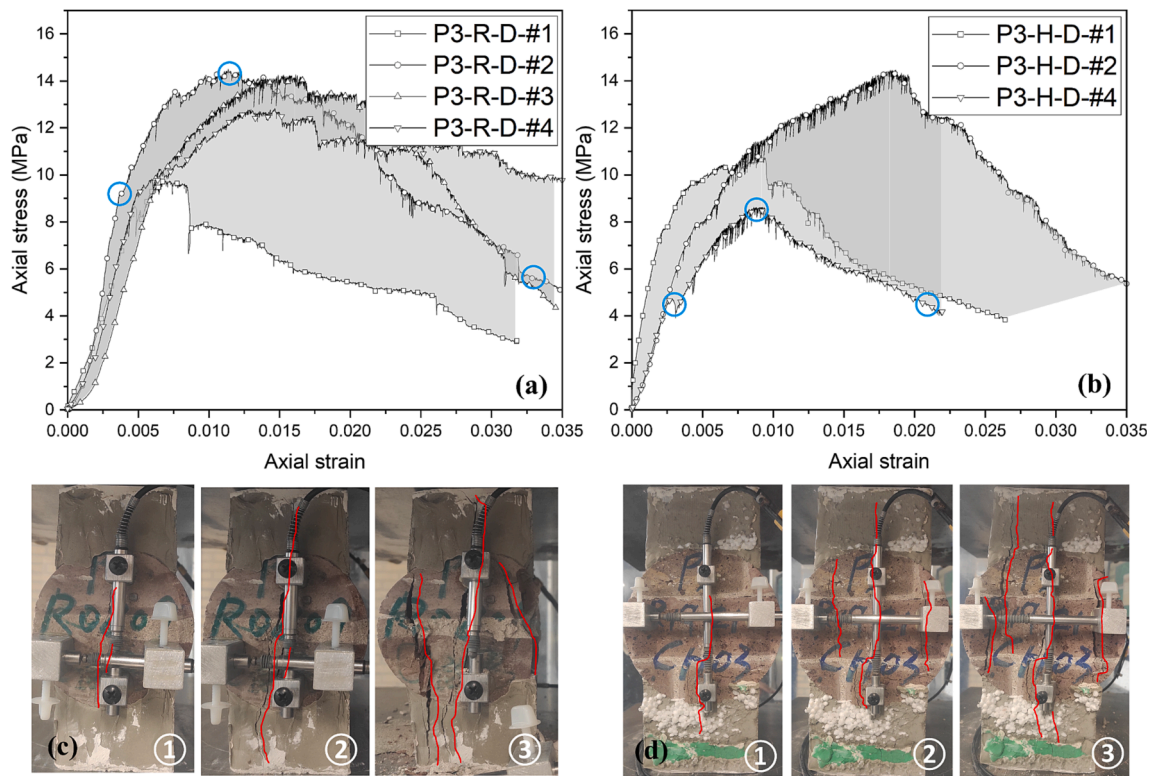 P3-R-D-#1
P3-R-D-#2
P3-R-D-#3
P3-R-D-#4
Axial stress (MPa)
16
14
12
10
8
6
4
2
0
0.000 0.005 0.010 0.015 0.020 0.025 0.030 0.035
Axial strain
(a)
P3-H-D-#1
P3-H-D-#2
P3-H-D-#4
Axial stress (MPa)
16
14
12
10
8
6
4
2
0
0.000 0.005 0.010 0.015 0.020 0.025 0.030 0.035
Axial strain
(b)
(c)
①
②
③
(d)
①
②
③